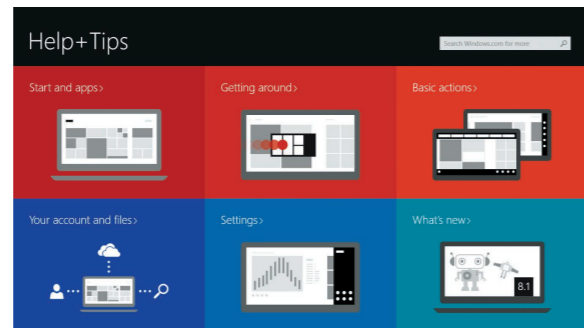 Help+Tips
Search Windows.com for more
Start and apps>
Getting around>
Basic actions>
Your account and files>
Settings>
What's new>
8.1